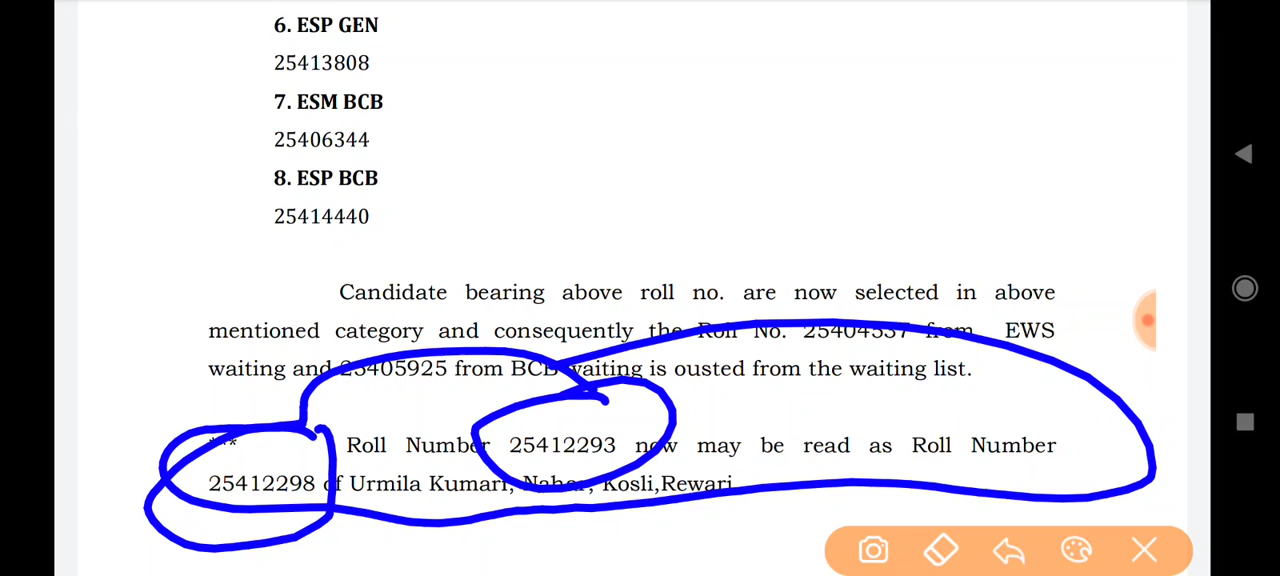 6. ESP GEN
25413808
7. ESM BCB
25406344
8. ESP BCB
25414440
Candidate bearing above roll no. are now selected in above
mentioned category and consequently the Roll No. 25404537 from EWS
waiting and 25405925 from BCB waiting is ousted from the waiting list.
*** Roll Number 25412293 now may be read as Roll Number
25412298 of Urmila Kumari, Nahar, Kosli,Rewari